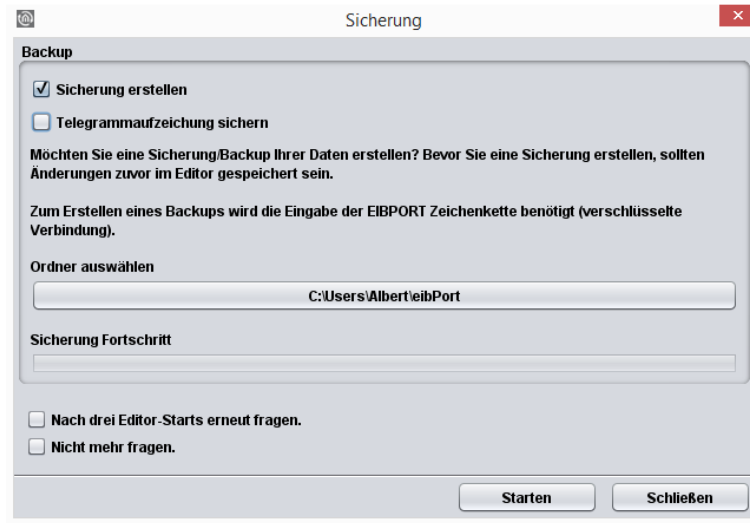 Sicherung
Backup
Sicherung erstellen
Telegrammaufzeichung sichern
Möchten Sie eine Sicherung/Backup Ihrer Daten erstellen? Bevor Sie eine Sicherung erstellen, sollten
Änderungen zuvor im Editor gespeichert sein.
Zum Erstellen eines Backups wird die Eingabe der EIBPORT Zeichenkette benötigt (verschlüsselte
Verbindung).
Ordner auswählen
C:\Users\Albert\eibPort
Sicherung Fortschritt
Nach drei Editor-Starts erneut fragen.
Nicht mehr fragen.
Starten
Schließen